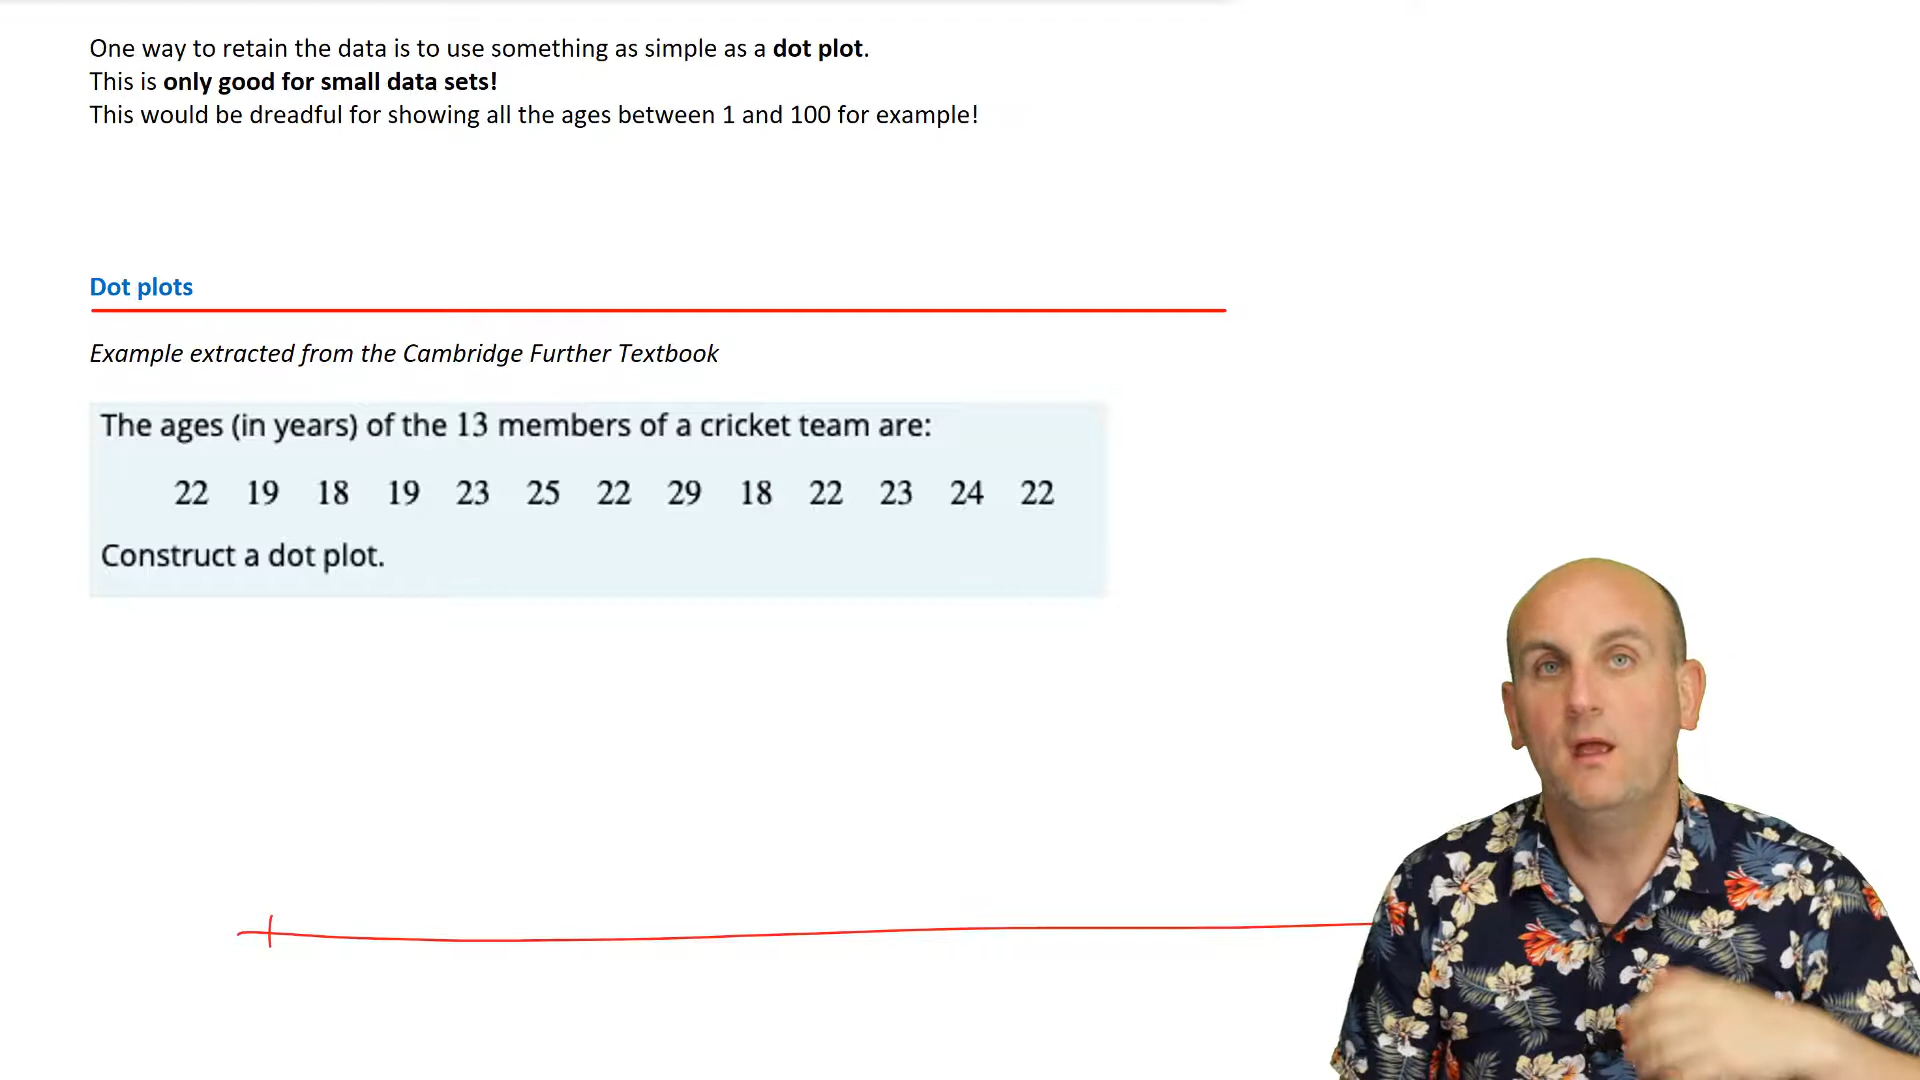 One way to retain the data is to use something as simple as a dot plot.
This is only good for small data sets!
This would be dreadful for showing all the ages between 1 and 100 for example!
Dot plots
Example extracted from the Cambridge Further Textbook
The ages (in years) of the 13 members of a cricket team are:
22 19 18 19 23 25 22 29 18 22 23 24 22
Construct a dot plot.